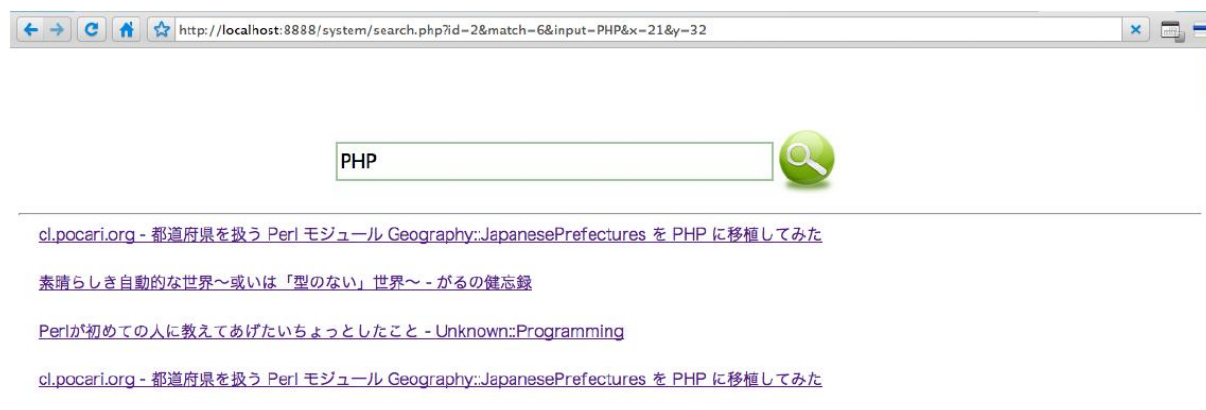 http://localhost:8888/system/search.php?id=2&match=6&input=PHP&x=21&y=32
PHP
cl.pocari.org - 都道府県を扱う Perl モジュール Geography::JapanesePrefectures を PHP に移植してみた
素晴らしき自動的な世界〜或いは「型のない」世界〜 - がるの健忘録
Perlが初めての人に教えてあげたいちょっとしたこと - Unknown::Programming
cl.pocari.org - 都道府県を扱う Perl モジュール Geography::JapanesePrefectures を PHP に移植してみた